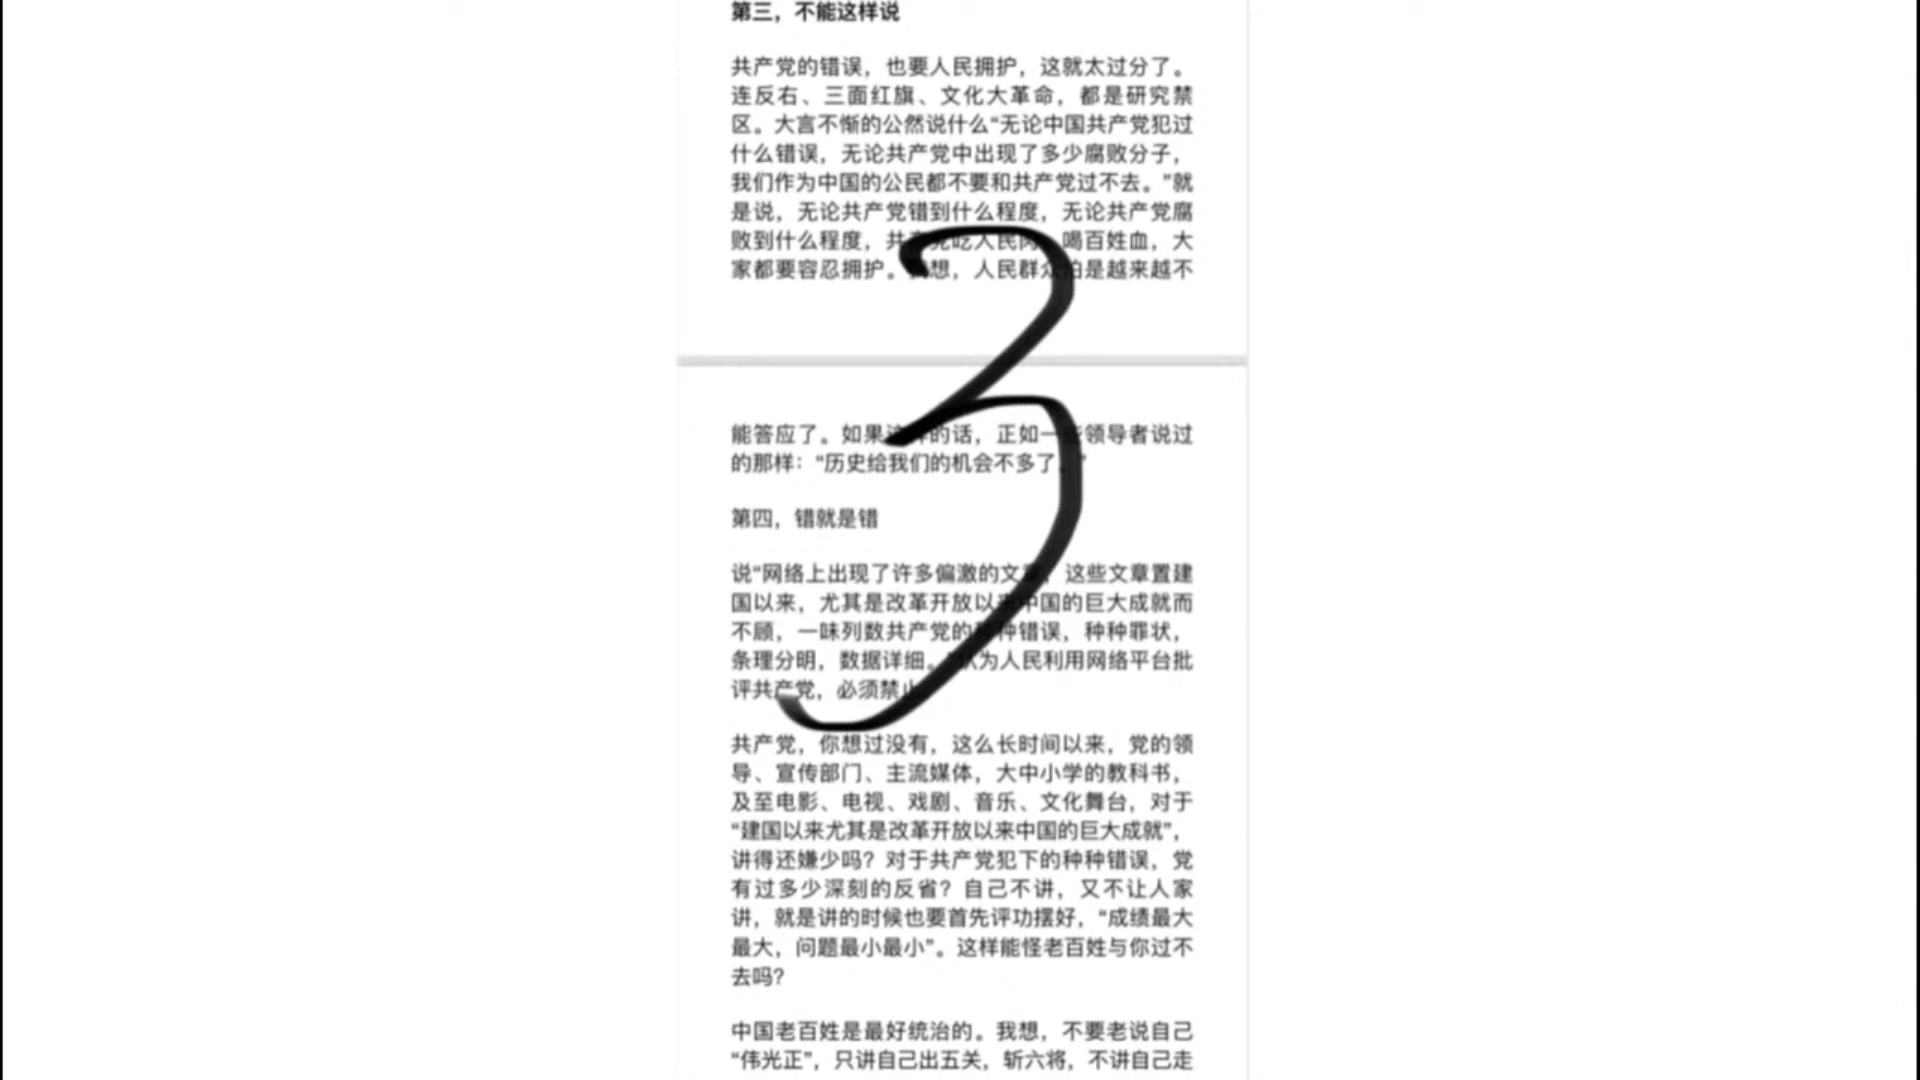 第三，不能这样说
共产党的错误，也要人民拥护，这就太过分了。
连反右、三面红旗、文化大革命，都是研究禁
区。大言不惭的公然说什么“无论中国共产党犯过
什么错误，无论共产党中出现了多少腐败分子，
我们作为中国的公民都不要和共产党过不去。”就
是说，无论共产党错到什么程度，无论共产党腐
败到什么程度，共产党吃人民肉，喝百姓血，大
家都要容忍拥护。我想，人民群众怕是越来越不
能答应了。如果这样的话，正如一些领导者说过
的那样：“历史给我们的机会不多了。”
第四，错就是错
说“网络上出现了许多偏激的文章，这些文章置建
国以来，尤其是改革开放以来中国的巨大成就而
不顾，一味列数共产党的种种错误，种种罪状，
条理分明，数据详细。”认为人民利用网络平台批
评共产党，必须禁止。
共产党，你想过没有，这么长时间以来，党的领
导、宣传部门、主流媒体，大中小学的教科书，
及至电影、电视、戏剧、音乐、文化舞台，对于
“建国以来尤其是改革开放以来中国的巨大成就”，
讲得还嫌少吗？对于共产党犯下的种种错误，党
有过多少深刻的反省？自己不讲，又不让人家
讲，就是讲的时候也要首先评功摆好，“成绩最大
最大，问题最小最小”。这样能怪老百姓与你过不
去吗？
中国老百姓是最好统治的。我想，不要老说自己
“伟光正”，只讲自己出五关，斩六将，不讲自己走
3